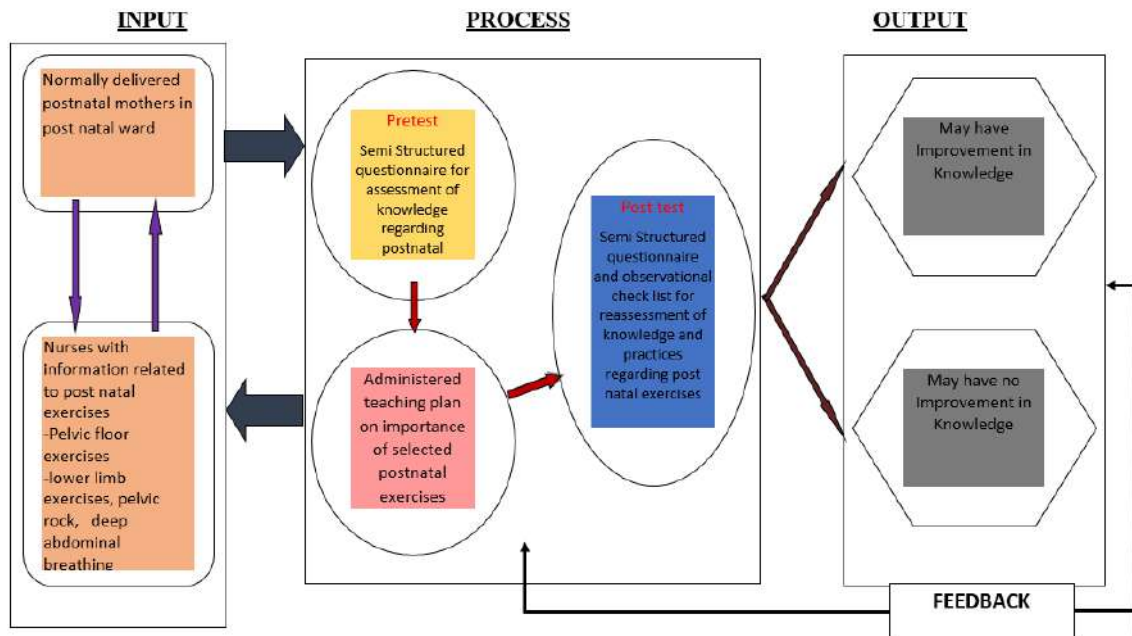 INPUT
Normally delivered
postnatal mothers in
post natal ward
Nurses with
information related
to post natal
exercises
-Pelvic floor
exercises
-lower limb
exercises, pelvic
rock, deep
abdominal
breathing
PROCESS
Pretest
Semi Structured
questionnaire for
assessment of
knowledge
regarding
postnatal
Administered
teaching plan
on importance
of selected
postnatal
exercises
Post test
Semi Structured
questionnaire
and observational
check list for
reassessment of
knowledge and
practices
regarding post
natal exercises
OUTPUT
May have
Improvement in
Knowledge
May have no
Improvement in
Knowledge
FEEDBACK